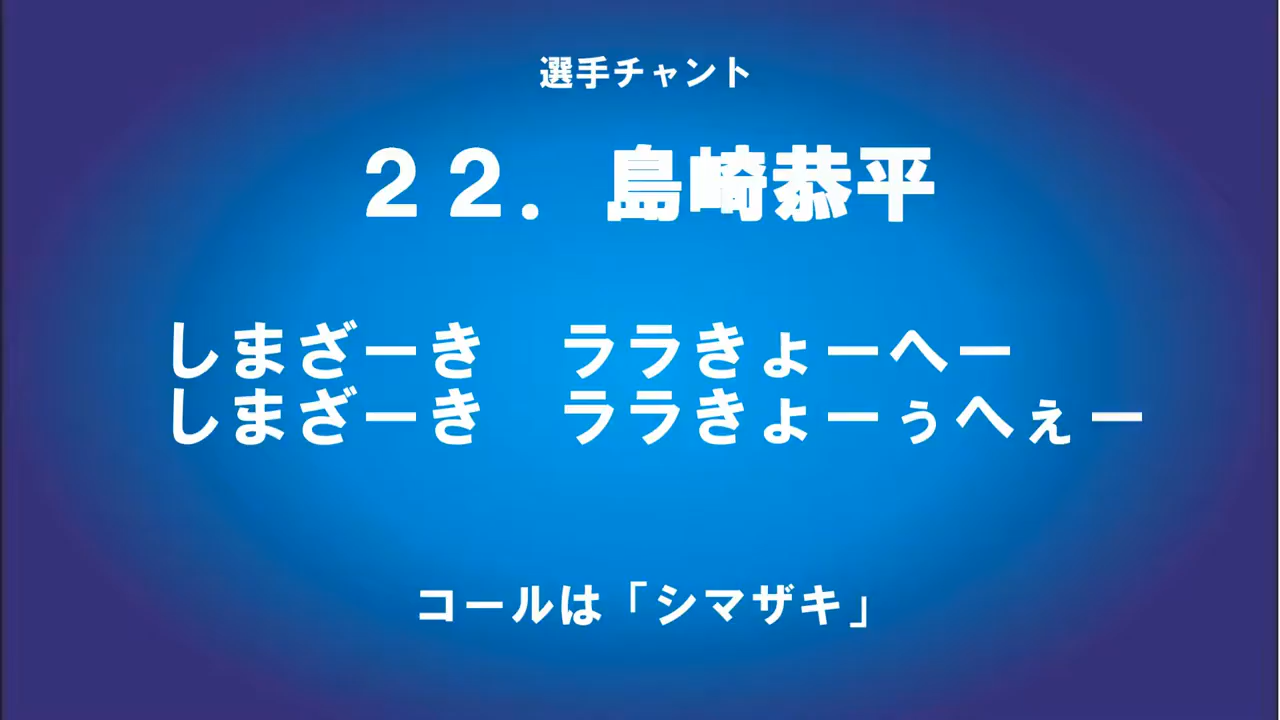 選手チャント
２２．島崎恭平
しまざーき　ララきょーへー
しまざーき　ララきょーぅへぇー
コールは「シマザキ」